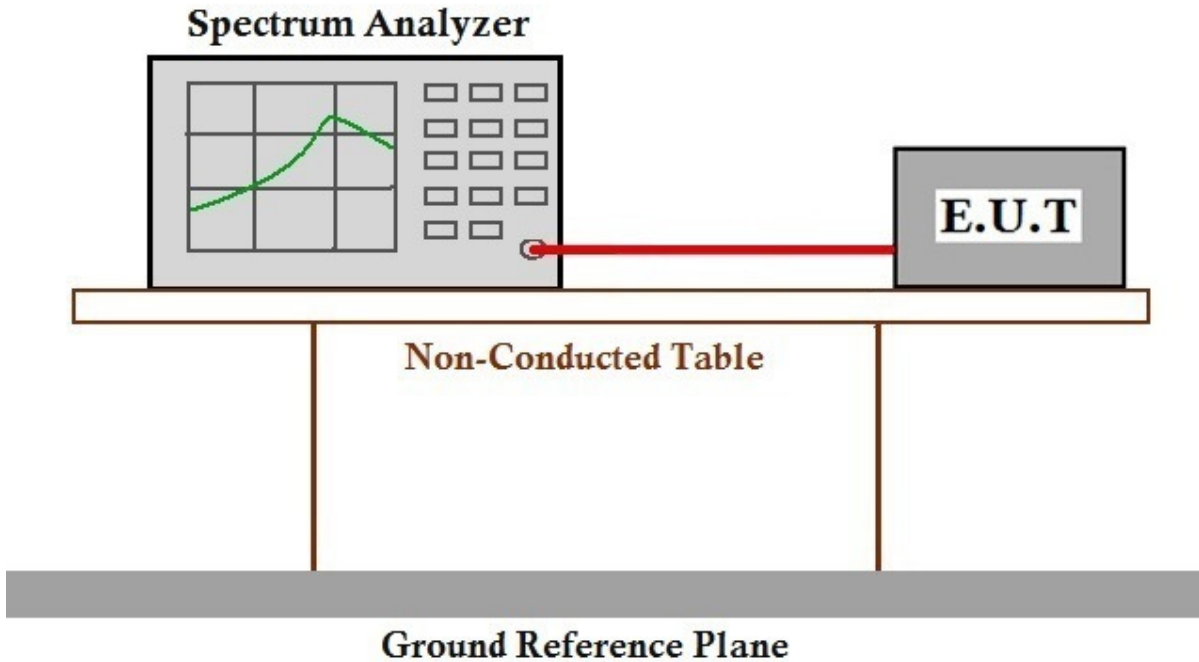 Spectrum Analyzer
E.U.T
Non-Conducted Table
Ground Reference Plane